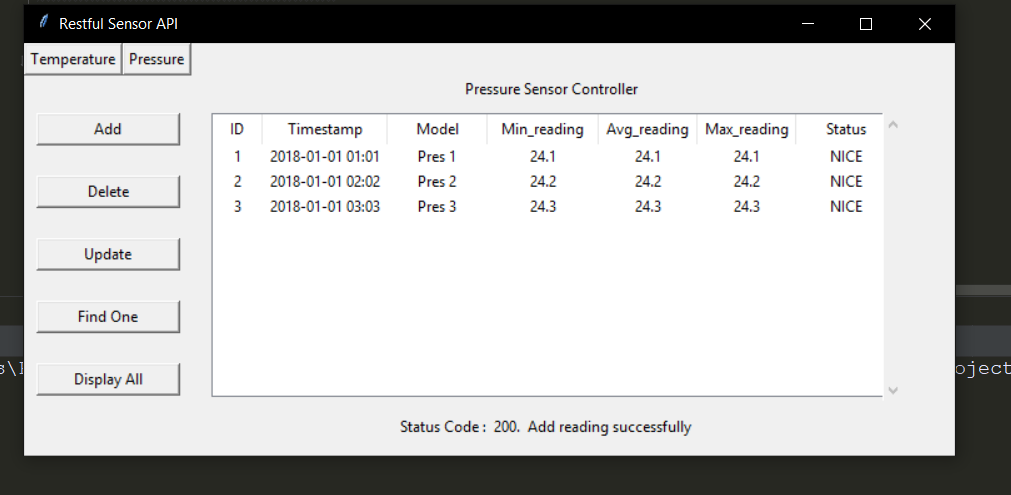 Restful Sensor API
Temperature Pressure
Pressure Sensor Controller
Add
Delete
Update
Find One
Display All
ID Timestamp Model Min_reading Avg_reading Max_reading Status
1 2018-01-01 01:01 Pres 1 24.1 24.1 24.1 NICE
2 2018-01-01 02:02 Pres 2 24.2 24.2 24.2 NICE
3 2018-01-01 03:03 Pres 3 24.3 24.3 24.3 NICE
Status Code : 200. Add reading successfully
oject